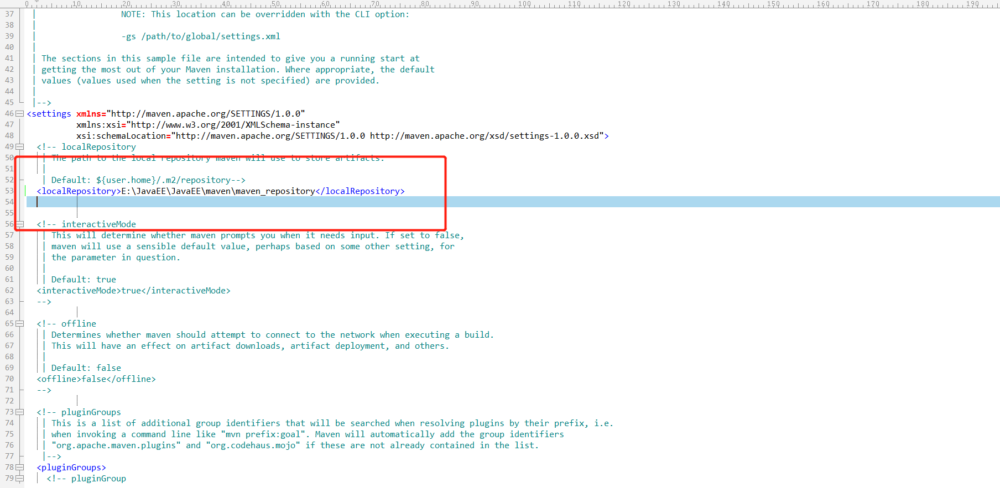 0 10 20 30 40 50 60 70 80 90 100 110 120 130 140 150 160 170 180 190
37 | NOTE: This location can be overridden with the CLI option:
38 |
39 | -gs /path/to/global/settings.xml
40 |
41 | The sections in this sample file are intended to give you a running start at
42 | getting the most out of your Maven installation. Where appropriate, the default
43 | values (values used when the setting is not specified) are provided.
44 |
45 |-->
46 <settings xmlns="http://maven.apache.org/SETTINGS/1.0.0"
47 xmlns:xsi="http://www.w3.org/2001/XMLSchema-instance"
48 xsi:schemaLocation="http://maven.apache.org/SETTINGS/1.0.0 http://maven.apache.org/xsd/settings-1.0.0.xsd">
49 <!-- localRepository
50 | The path to the local repository maven will use to store artifacts.
51 |
52 | Default: ${user.home}/.m2/repository-->
53 <localRepository>E:\JavaEE\JavaEE\maven\maven_repository</localRepository>
54
55
56 <!-- interactiveMode
57 | This will determine whether maven prompts you when it needs input. If set to false,
58 | maven will use a sensible default value, perhaps based on some other setting, for
59 | the parameter in question.
60 |
61 | Default: true
62 <interactiveMode>true</interactiveMode>
63 -->
64
65 <!-- offline
66 | Determines whether maven should attempt to connect to the network when executing a build.
67 | This will have an effect on artifact downloads, artifact deployment, and others.
68 |
69 | Default: false
70 <offline>false</offline>
71 -->
72
73 <!-- pluginGroups
74 | This is a list of additional group identifiers that will be searched when resolving plugins by their prefix, i.e.
75 | when invoking a command line like "mvn prefix:goal". Maven will automatically add the group identifiers
76 | "org.apache.maven.plugins" and "org.codehaus.mojo" if these are not already contained in the list.
77 |-->
78 <pluginGroups>
79 <!-- pluginGroup